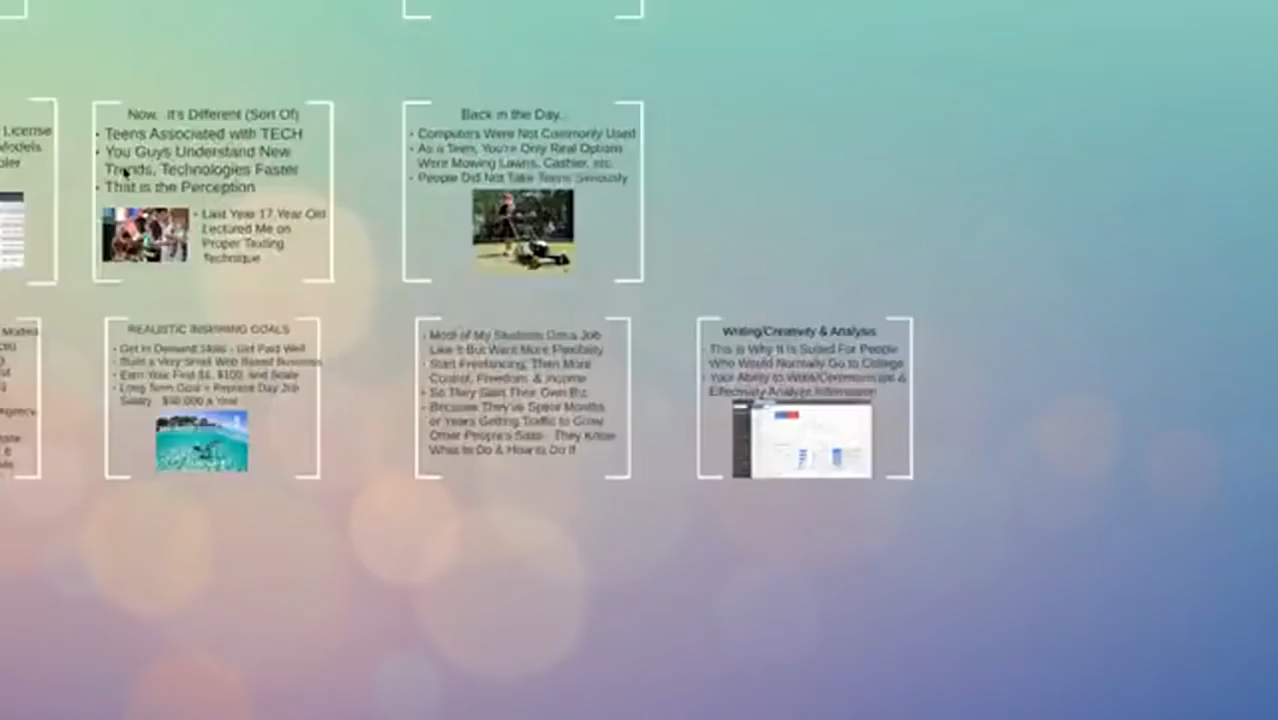 License
Models
Now.. It's Different (Sort Of)
• Teens Associated with TECH
• You Guys Understand New
Trends, Technologies Faster
• That is the Perception
• Last Year 17 Year Old
Lectured Me on
Proper Texting
Technique
Back in the Day..
• Computers Were Not Commonly Used
• As a Teen, You're Only Real Options
Were Mowing Lawns, Cashier, etc.
• People Did Not Take Teens Seriously
Models
REALISTIC INSPIRING GOALS
• Get In Demand Skills - Get Paid Well
• Build a Very Small Web Based Business
• Earn Your First $1, $100, and Scale
• Long Term Goal = Replace Day Job
Salary
a Year
• Most of My Students Get a Job
Like It But Want More Flexibility
• Start Freelancing, Then More
Control, Freedom, & Income
• So They Start Their Own Biz
• Because They've Spent Months
or Years Getting Traffic to Grow
Other People's Sites
They Know
What to Do & How to Do It
Writing/Creativity & Analysis
• This is Why It is Suited For People
Who Would Normally Go to College
• Your Ability to Write/Communicate &
Effectively Analyze Information